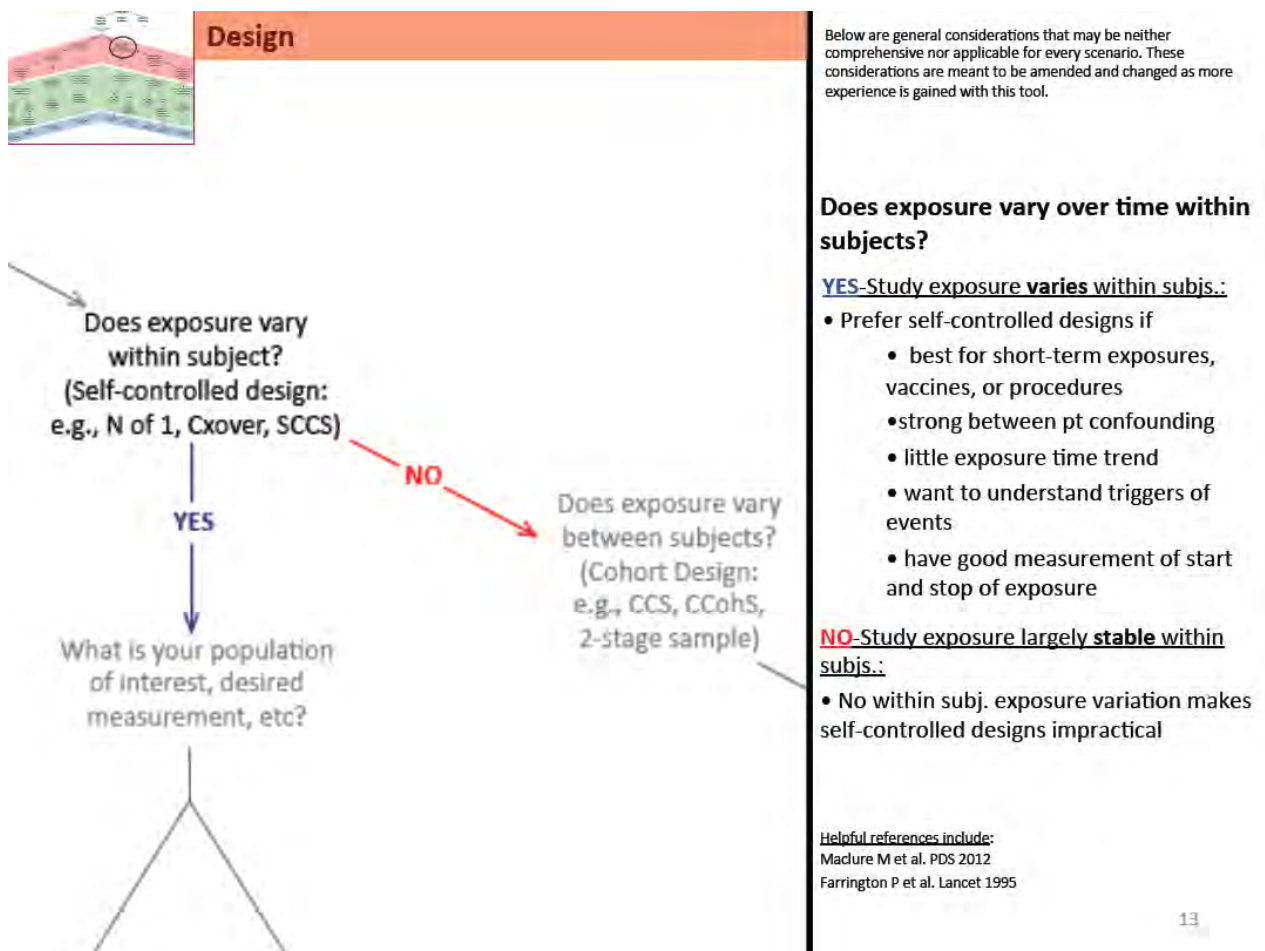 Design
Does exposure vary
within subject?
(Self-controlled design:
e.g., N of 1, Cxover, SCCS)
NO
YES
Does exposure vary
between subjects?
(Cohort Design:
e.g., CCS, CCohS,
2-stage sample)
What is your population
of interest, desired
measurement, etc?
Below are general considerations that may be neither
comprehensive nor applicable for every scenario. These
considerations are meant to be amended and changed as more
experience is gained with this tool.
Does exposure vary over time within
subjects?
YES-Study exposure varies within subjs.:
• Prefer self-controlled designs if
• best for short-term exposures,
vaccines, or procedures
•strong between pt confounding
• little exposure time trend
• want to understand triggers of
events
• have good measurement of start
and stop of exposure
NO-Study exposure largely stable within
subjs.:
• No within subj. exposure variation makes
self-controlled designs impractical
Helpful references include:
Maclure M et al. PDS 2012
Farrington P et al. Lancet 1995
13